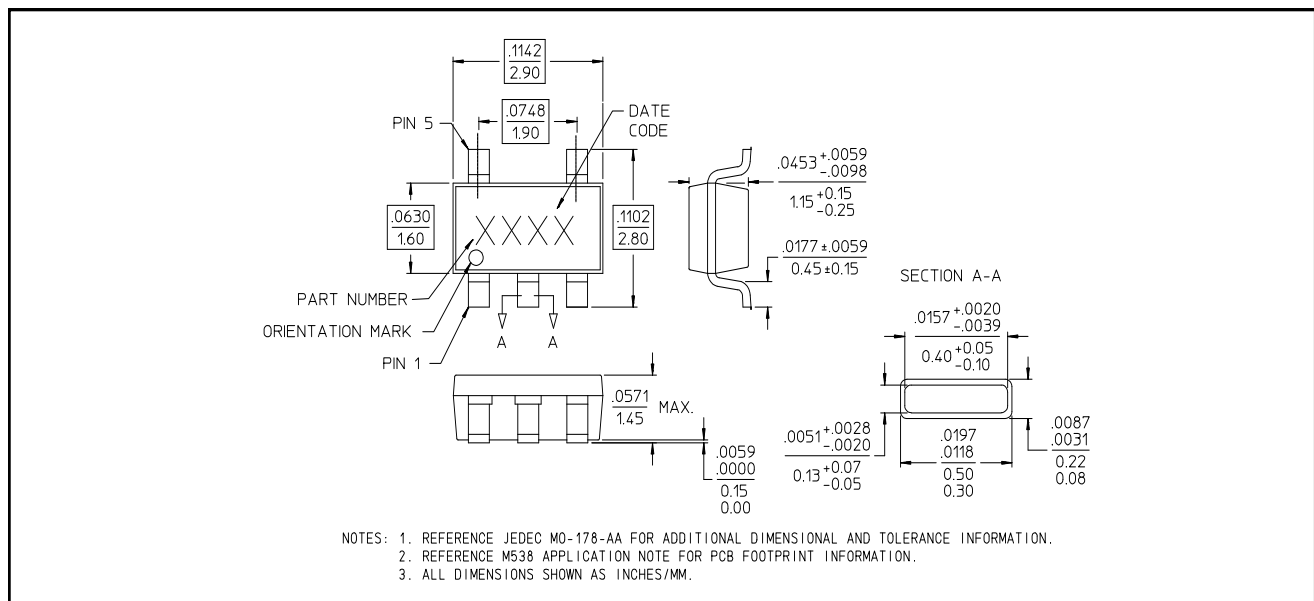 .1142
2.90
.0748
1.90
PIN 5
DATE
CODE
.0630
1.60
XXXX
.1102
2.80
PART NUMBER
ORIENTATION MARK
PIN 1
A A
.0453 +.0059
-.0098
1.15 +0.15
-0.25
.0177 ±.0059
0.45±0.15
SECTION A-A
.0157 +.0020
-.0039
0.40 +0.05
-0.10
.0571
1.45
MAX.
.0059
.0000
0.15
0.00
.0051 +.0028
-.0020
0.13 +0.07
-0.05
.0197
.0118
0.50
0.30
.0087
.0031
0.22
0.08
NOTES: 1. REFERENCE JEDEC MO-178-AA FOR ADDITIONAL DIMENSIONAL AND TOLERANCE INFORMATION.
2. REFERENCE M538 APPLICATION NOTE FOR PCB FOOTPRINT INFORMATION.
3. ALL DIMENSIONS SHOWN AS INCHES/MM.